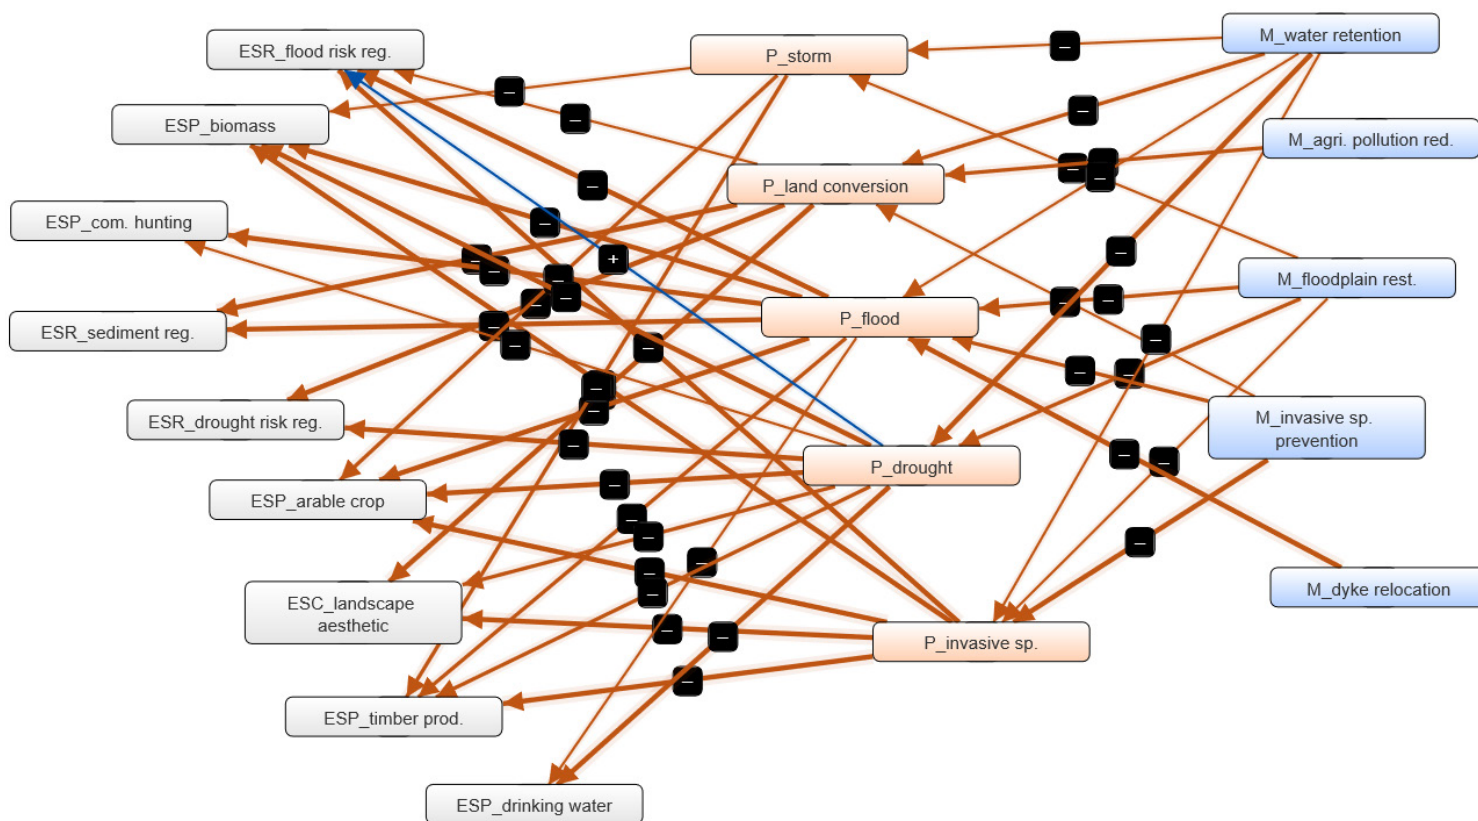 ESR_flood risk reg.
ESP_biomass
ESP_com. hunting
ESR_sediment reg.
ESR_drought risk reg.
ESP_arable crop
ESC_landscape
aesthetic
ESP_timber prod.
ESP_drinking water
P_storm
P_land conversion
P_flood
P_drought
P_invasive sp.
M_water retention
M_agri. pollution red.
M_floodplain rest.
M_invasive sp.
prevention
M_dyke relocation
+